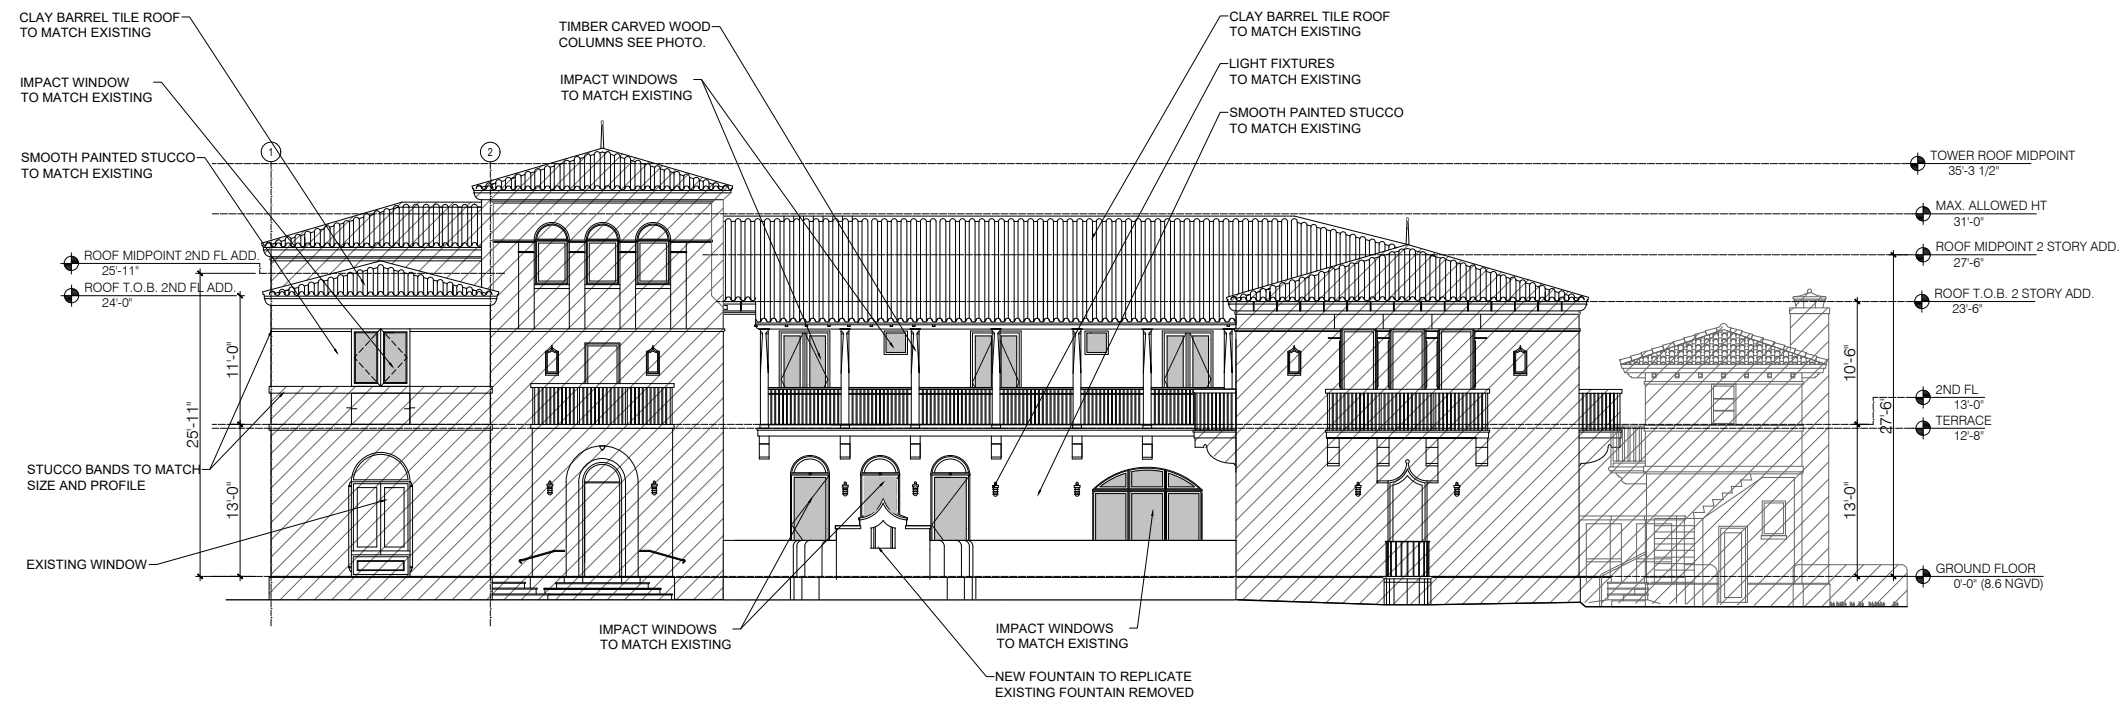 CLAY BARREL TILE ROOF
TO MATCH EXISTING
IMPACT WINDOW
TO MATCH EXISTING
SMOOTH PAINTED STUCCO
TO MATCH EXISTING
TIMBER CARVED WOOD
COLUMNS SEE PHOTO.
IMPACT WINDOWS
TO MATCH EXISTING
CLAY BARREL TILE ROOF
TO MATCH EXISTING
LIGHT FIXTURES
TO MATCH EXISTING
SMOOTH PAINTED STUCCO
TO MATCH EXISTING
1
2
ROOF MIDPOINT 2ND FL ADD.
25'-11"
ROOF T.O.B. 2ND FL ADD.
24'-0"
11'-0"
25'-11"
13'-0"
STUCCO BANDS TO MATCH
SIZE AND PROFILE
EXISTING WINDOW
TOWER ROOF MIDPOINT
35'-3 1/2"
MAX. ALLOWED HT
31'-0"
ROOF MIDPOINT 2 STORY ADD.
27'-6"
ROOF T.O.B. 2 STORY ADD.
23'-6"
10'-6"
2ND FL
13'-0"
27'-6"
TERRACE
12'-8"
13'-0"
GROUND FLOOR
0'-0" (8.6 NGVD)
IMPACT WINDOWS
TO MATCH EXISTING
IMPACT WINDOWS
TO MATCH EXISTING
NEW FOUNTAIN TO REPLICATE
EXISTING FOUNTAIN REMOVED